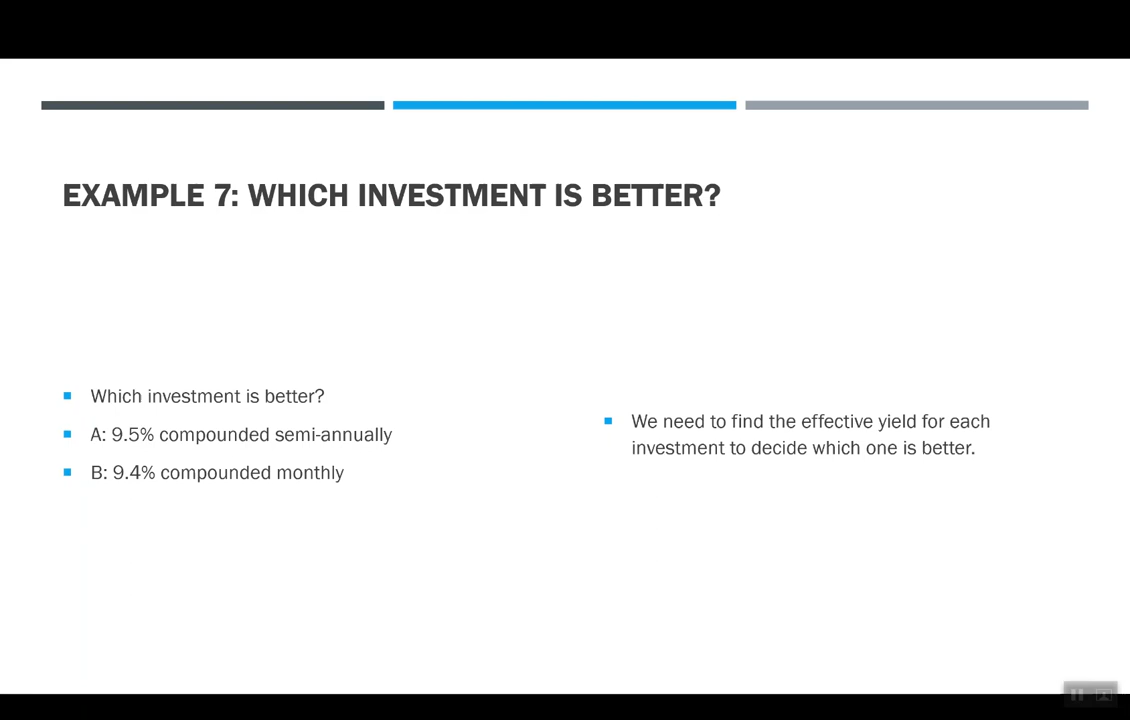 EXAMPLE 7: WHICH INVESTMENT IS BETTER?
Which investment is better?
A: 9.5% compounded semi-annually
B: 9.4% compounded monthly
We need to find the effective yield for each
investment to decide which one is better.